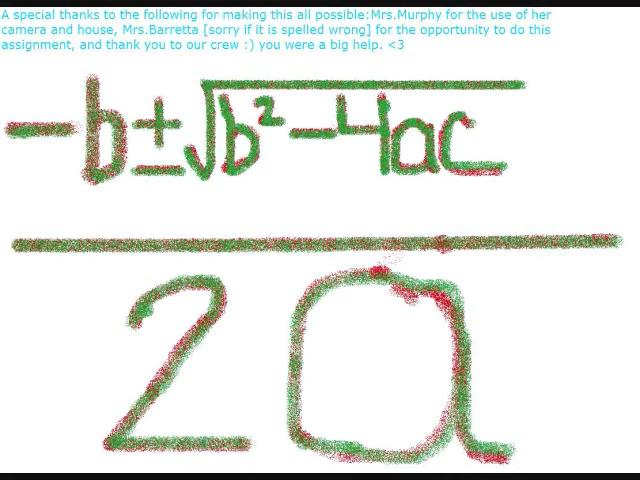 A special thanks to the following for making this all possible:Mrs.Murphy for the use of her
camera and house, Mrs.Barretta [sorry if it is spelled wrong] for the opportunity to do this
assignment, and thank you to our crew :) you were a big help. <3
-b±√b²-4ac
2a